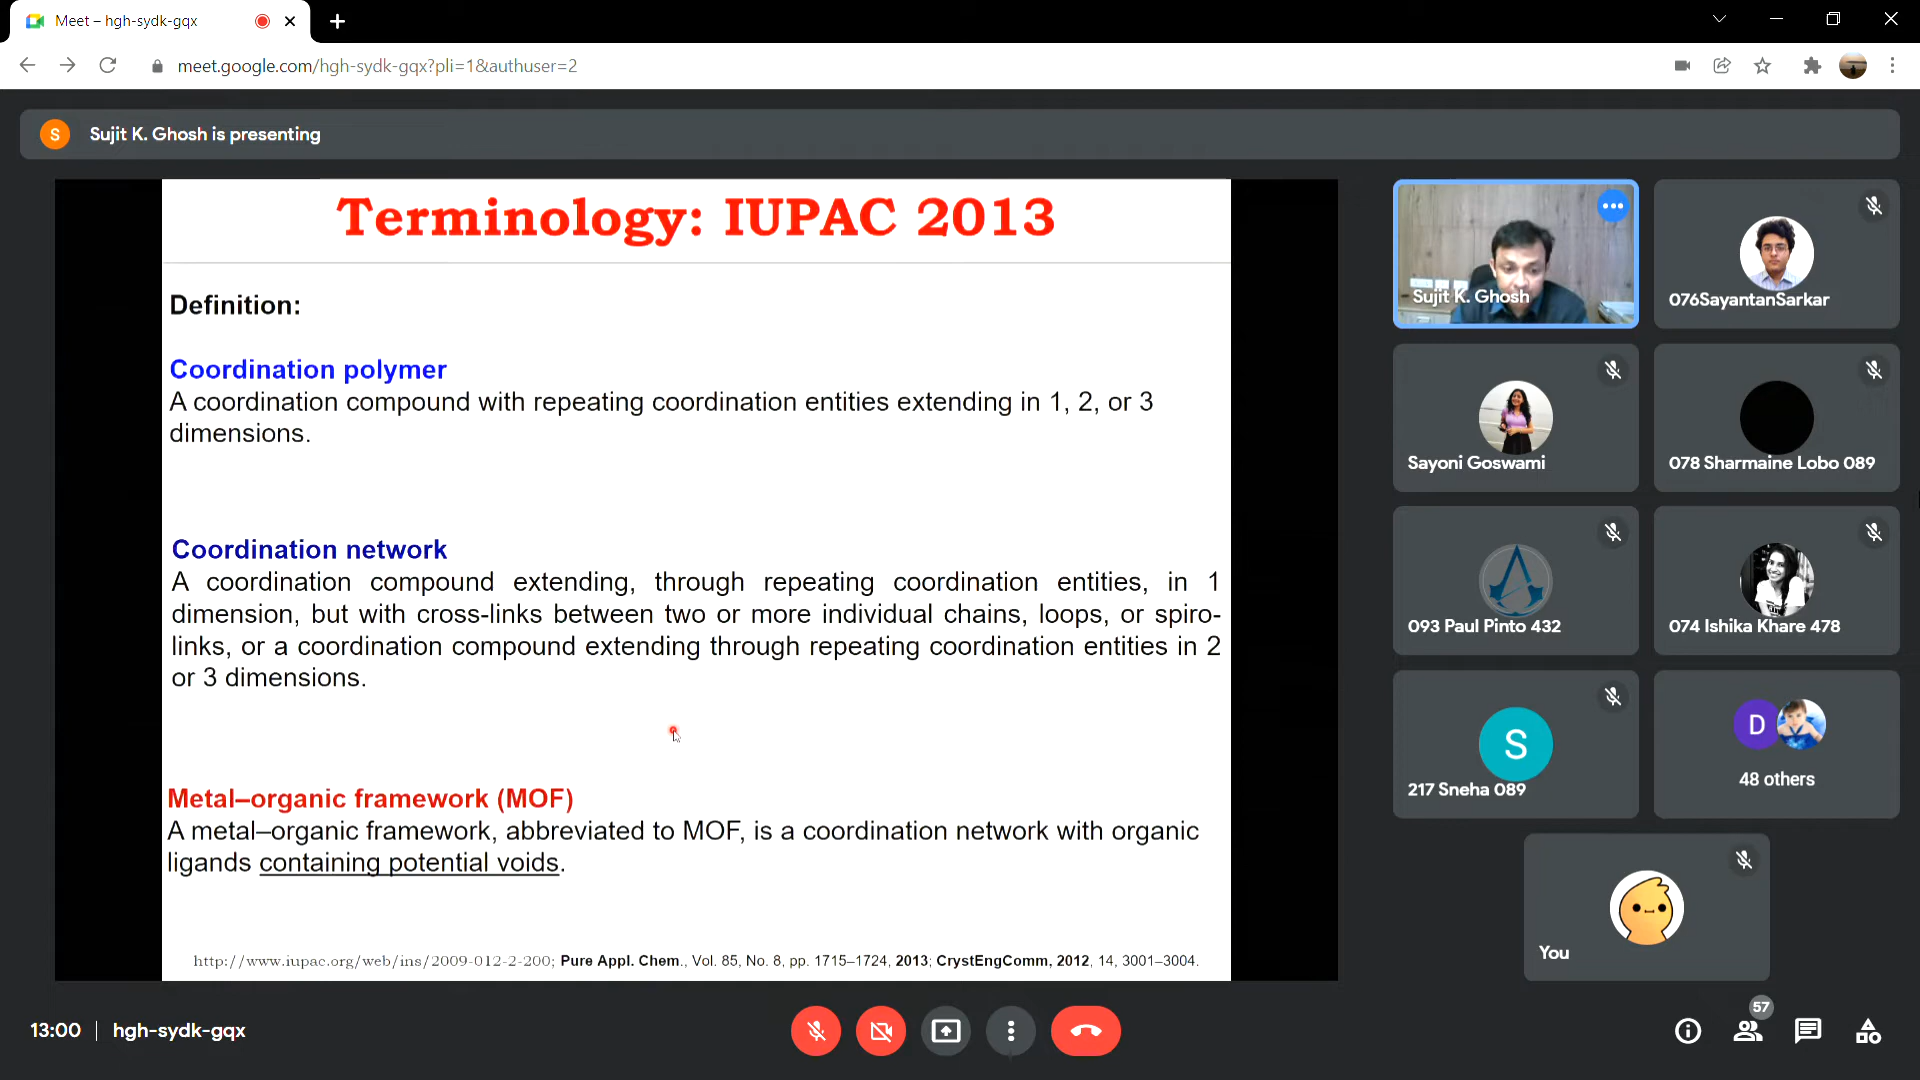 Meet – hgh-sydk-gqx
meet.google.com/hgh-sydk-gqx?pli=1&authuser=2
S
Sujit K. Ghosh is presenting
Terminology: IUPAC 2013
Definition:
Coordination polymer
A coordination compound with repeating coordination entities extending in 1, 2, or 3
dimensions.
Coordination network
A coordination compound extending, through repeating coordination entities, in 1
dimension, but with cross-links between two or more individual chains, loops, or spiro-
links, or a coordination compound extending through repeating coordination entities in 2
or 3 dimensions.
Metal–organic framework (MOF)
A metal–organic framework, abbreviated to MOF, is a coordination network with organic
ligands containing potential voids.
http://www.iupac.org/web/ins/2009-012-2-200; Pure Appl. Chem., Vol. 85, No. 8, pp. 1715–1724, 2013; CrystEngComm, 2012, 14, 3001–3004.
Sujit K. Ghosh
076SayantanSarkar
Sayoni Goswami
078 Sharmaine Lobo 089
093 Paul Pinto 432
074 Ishika Khare 478
S
217 Sneha 089
D
48 others
You
13:00 | hgh-sydk-gqx
57